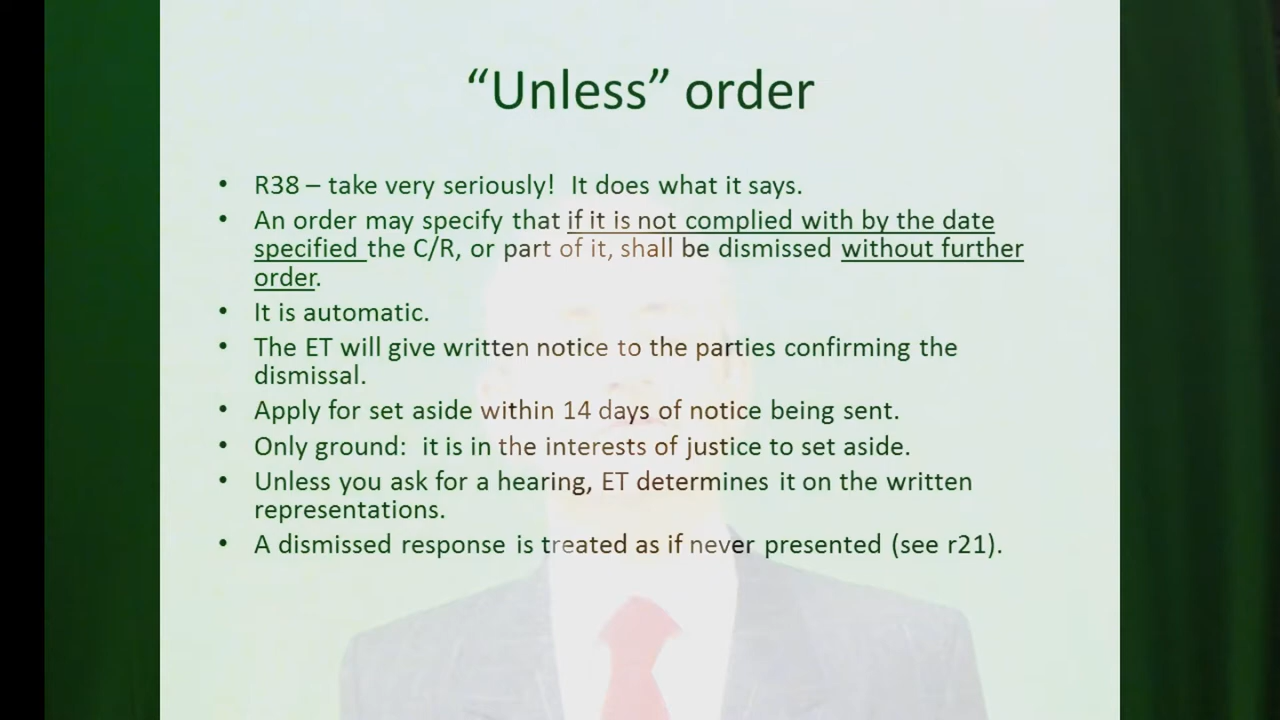 “Unless” order
• R38 – take very seriously!  It does what it says.
• An order may specify that if it is not complied with by the date
specified the C/R, or part of it, shall be dismissed without further
order.
• It is automatic.
• The ET will give written notice to the parties confirming the
dismissal.
• Apply for set aside within 14 days of notice being sent.
• Only ground:  it is in the interests of justice to set aside.
• Unless you ask for a hearing, ET determines it on the written
representations.
• A dismissed response is treated as if never presented (see r21).